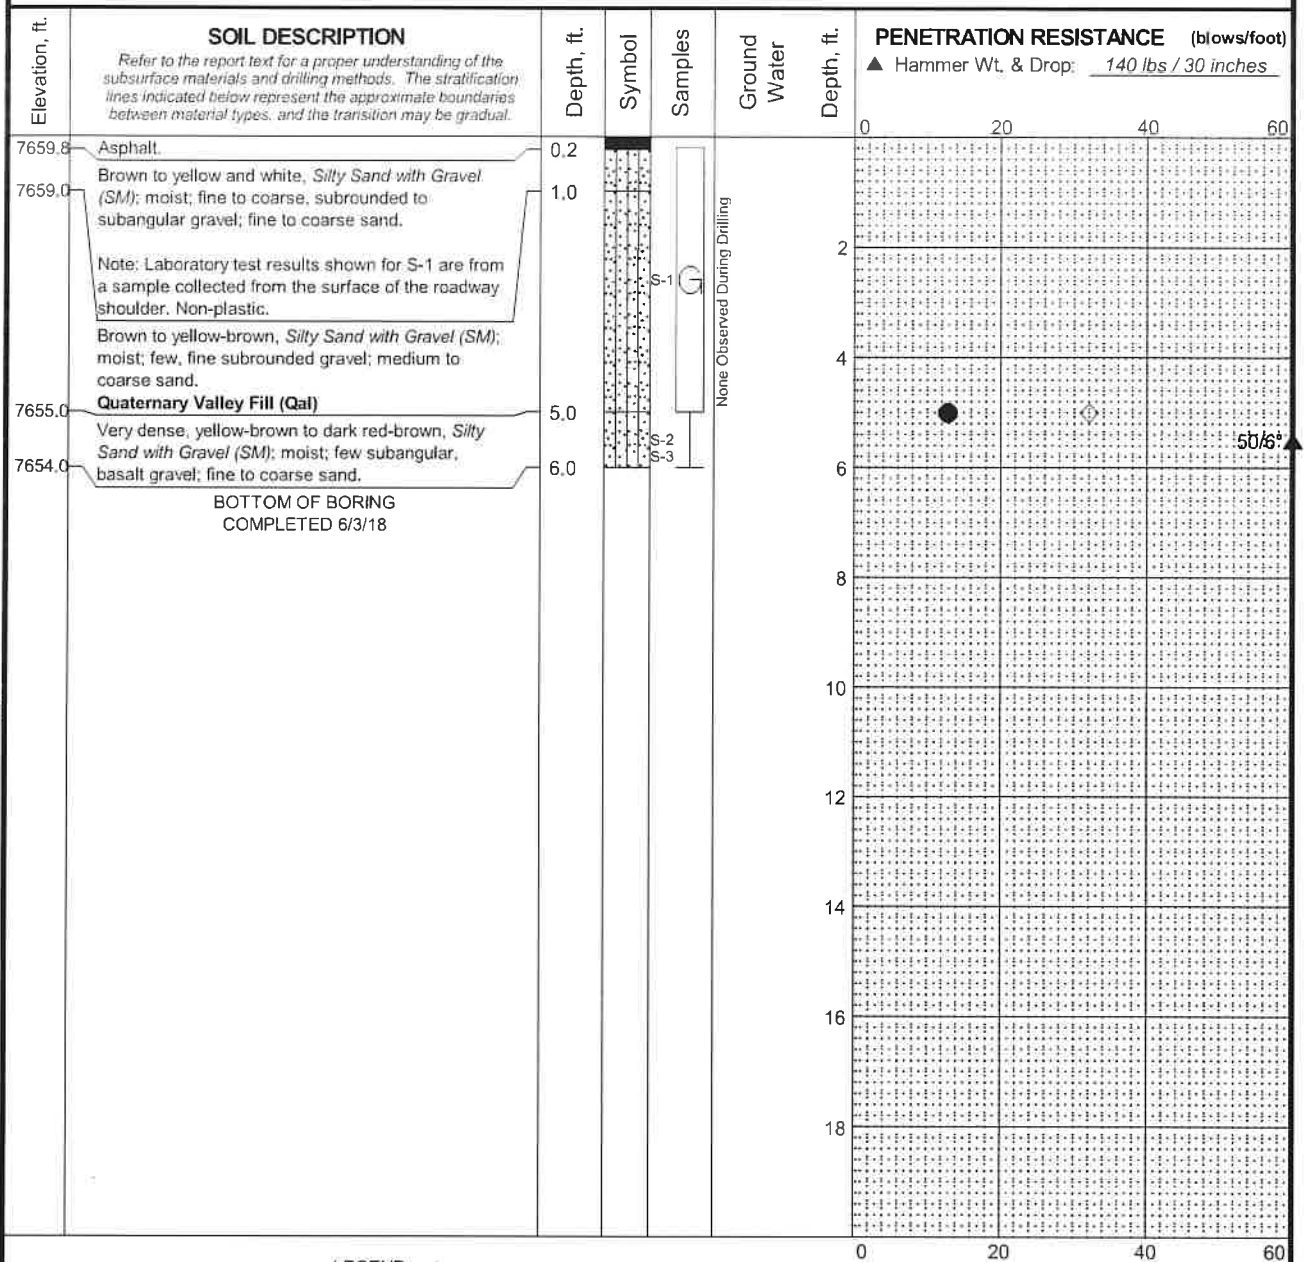 Elevation, ft.
SOIL DESCRIPTION
Refer to the report text for a proper understanding of the
subsurface materials and drilling methods. The stratification
lines indicated below represent the approximate boundaries
between material types, and the transition may be gradual.
Depth, ft.
Symbol
Samples
Ground
Water
Depth, ft.
PENETRATION RESISTANCE (blows/foot)
▲ Hammer Wt. & Drop: 140 lbs / 30 inches
0 20 40 60
7659.8 Asphalt. 0.2
Brown to yellow and white, Silty Sand with Gravel
7659.0 (SM); moist; fine to coarse, subrounded to 1.0
subangular gravel; fine to coarse sand.
Note: Laboratory test results shown for S-1 are from
a sample collected from the surface of the roadway
shoulder. Non-plastic.
Brown to yellow-brown, Silty Sand with Gravel (SM);
moist; few, fine subrounded gravel; medium to
coarse sand.
7655.0 Quaternary Valley Fill (Qal) 5.0
Very dense, yellow-brown to dark red-brown, Silty
Sand with Gravel (SM); moist; few subangular,
7654.0 basalt gravel; fine to coarse sand. 6.0
BOTTOM OF BORING
COMPLETED 6/3/18
S-1 G
S-2
S-3
None Observed During Drilling
2
4
50/6"
6
8
10
12
14
16
18
0 20 40 60